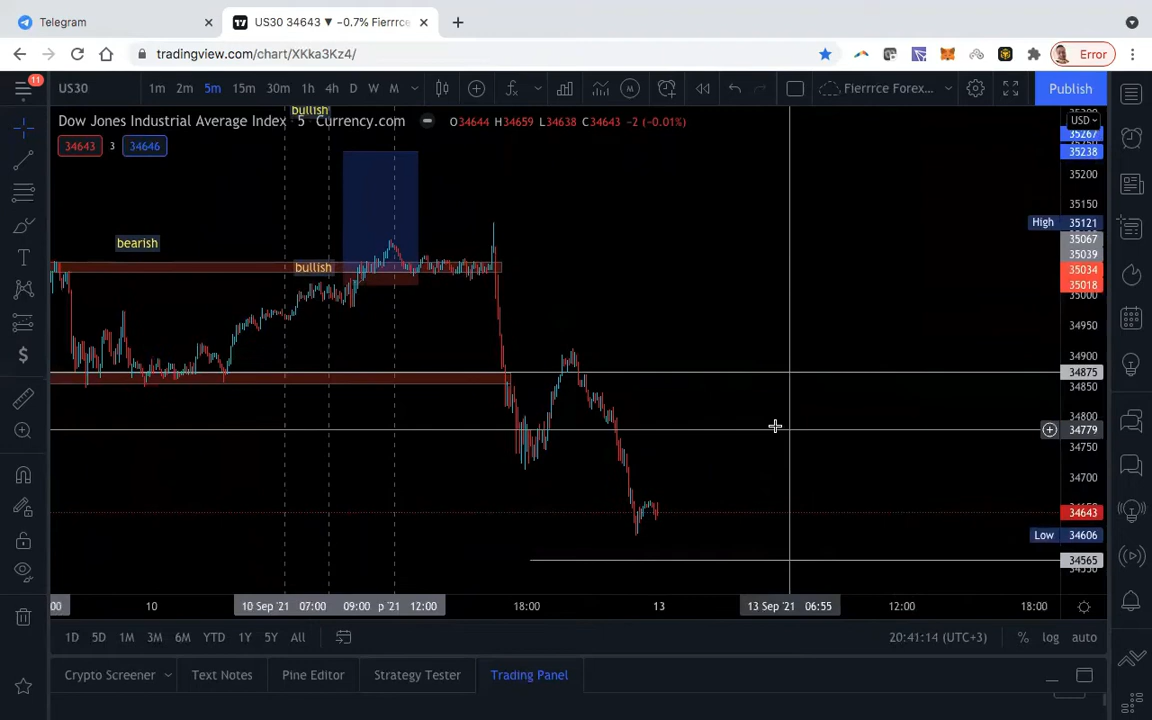 Telegram
US30 34643 ▼ −0.7% Fierrrce
tradingview.com/chart/XKka3Kz4/
Error
11
US30
1m 2m 5m 15m 30m 1h 4h D W M
Fierrrce Forex...
Publish
bullish
Dow Jones Industrial Average Index 5 Currency.com
O34644 H34659 L34638 C34643 −2 (−0.01%)
USD
34643 3 34646
35267
35238
35200
35150
High 35121
35067
bearish
35039
bullish
35034
35018
35000
34950
34900
34875
34850
34800
34779
34750
34700
34643
Low 34606
34565
00 10 10 Sep '21 07:00 09:00 p '21 12:00 18:00 13 13 Sep '21 06:55 12:00 18:00
1D 5D 1M 3M 6M YTD 1Y 5Y All
20:41:14 (UTC+3) % log auto
Crypto Screener Text Notes Pine Editor Strategy Tester Trading Panel